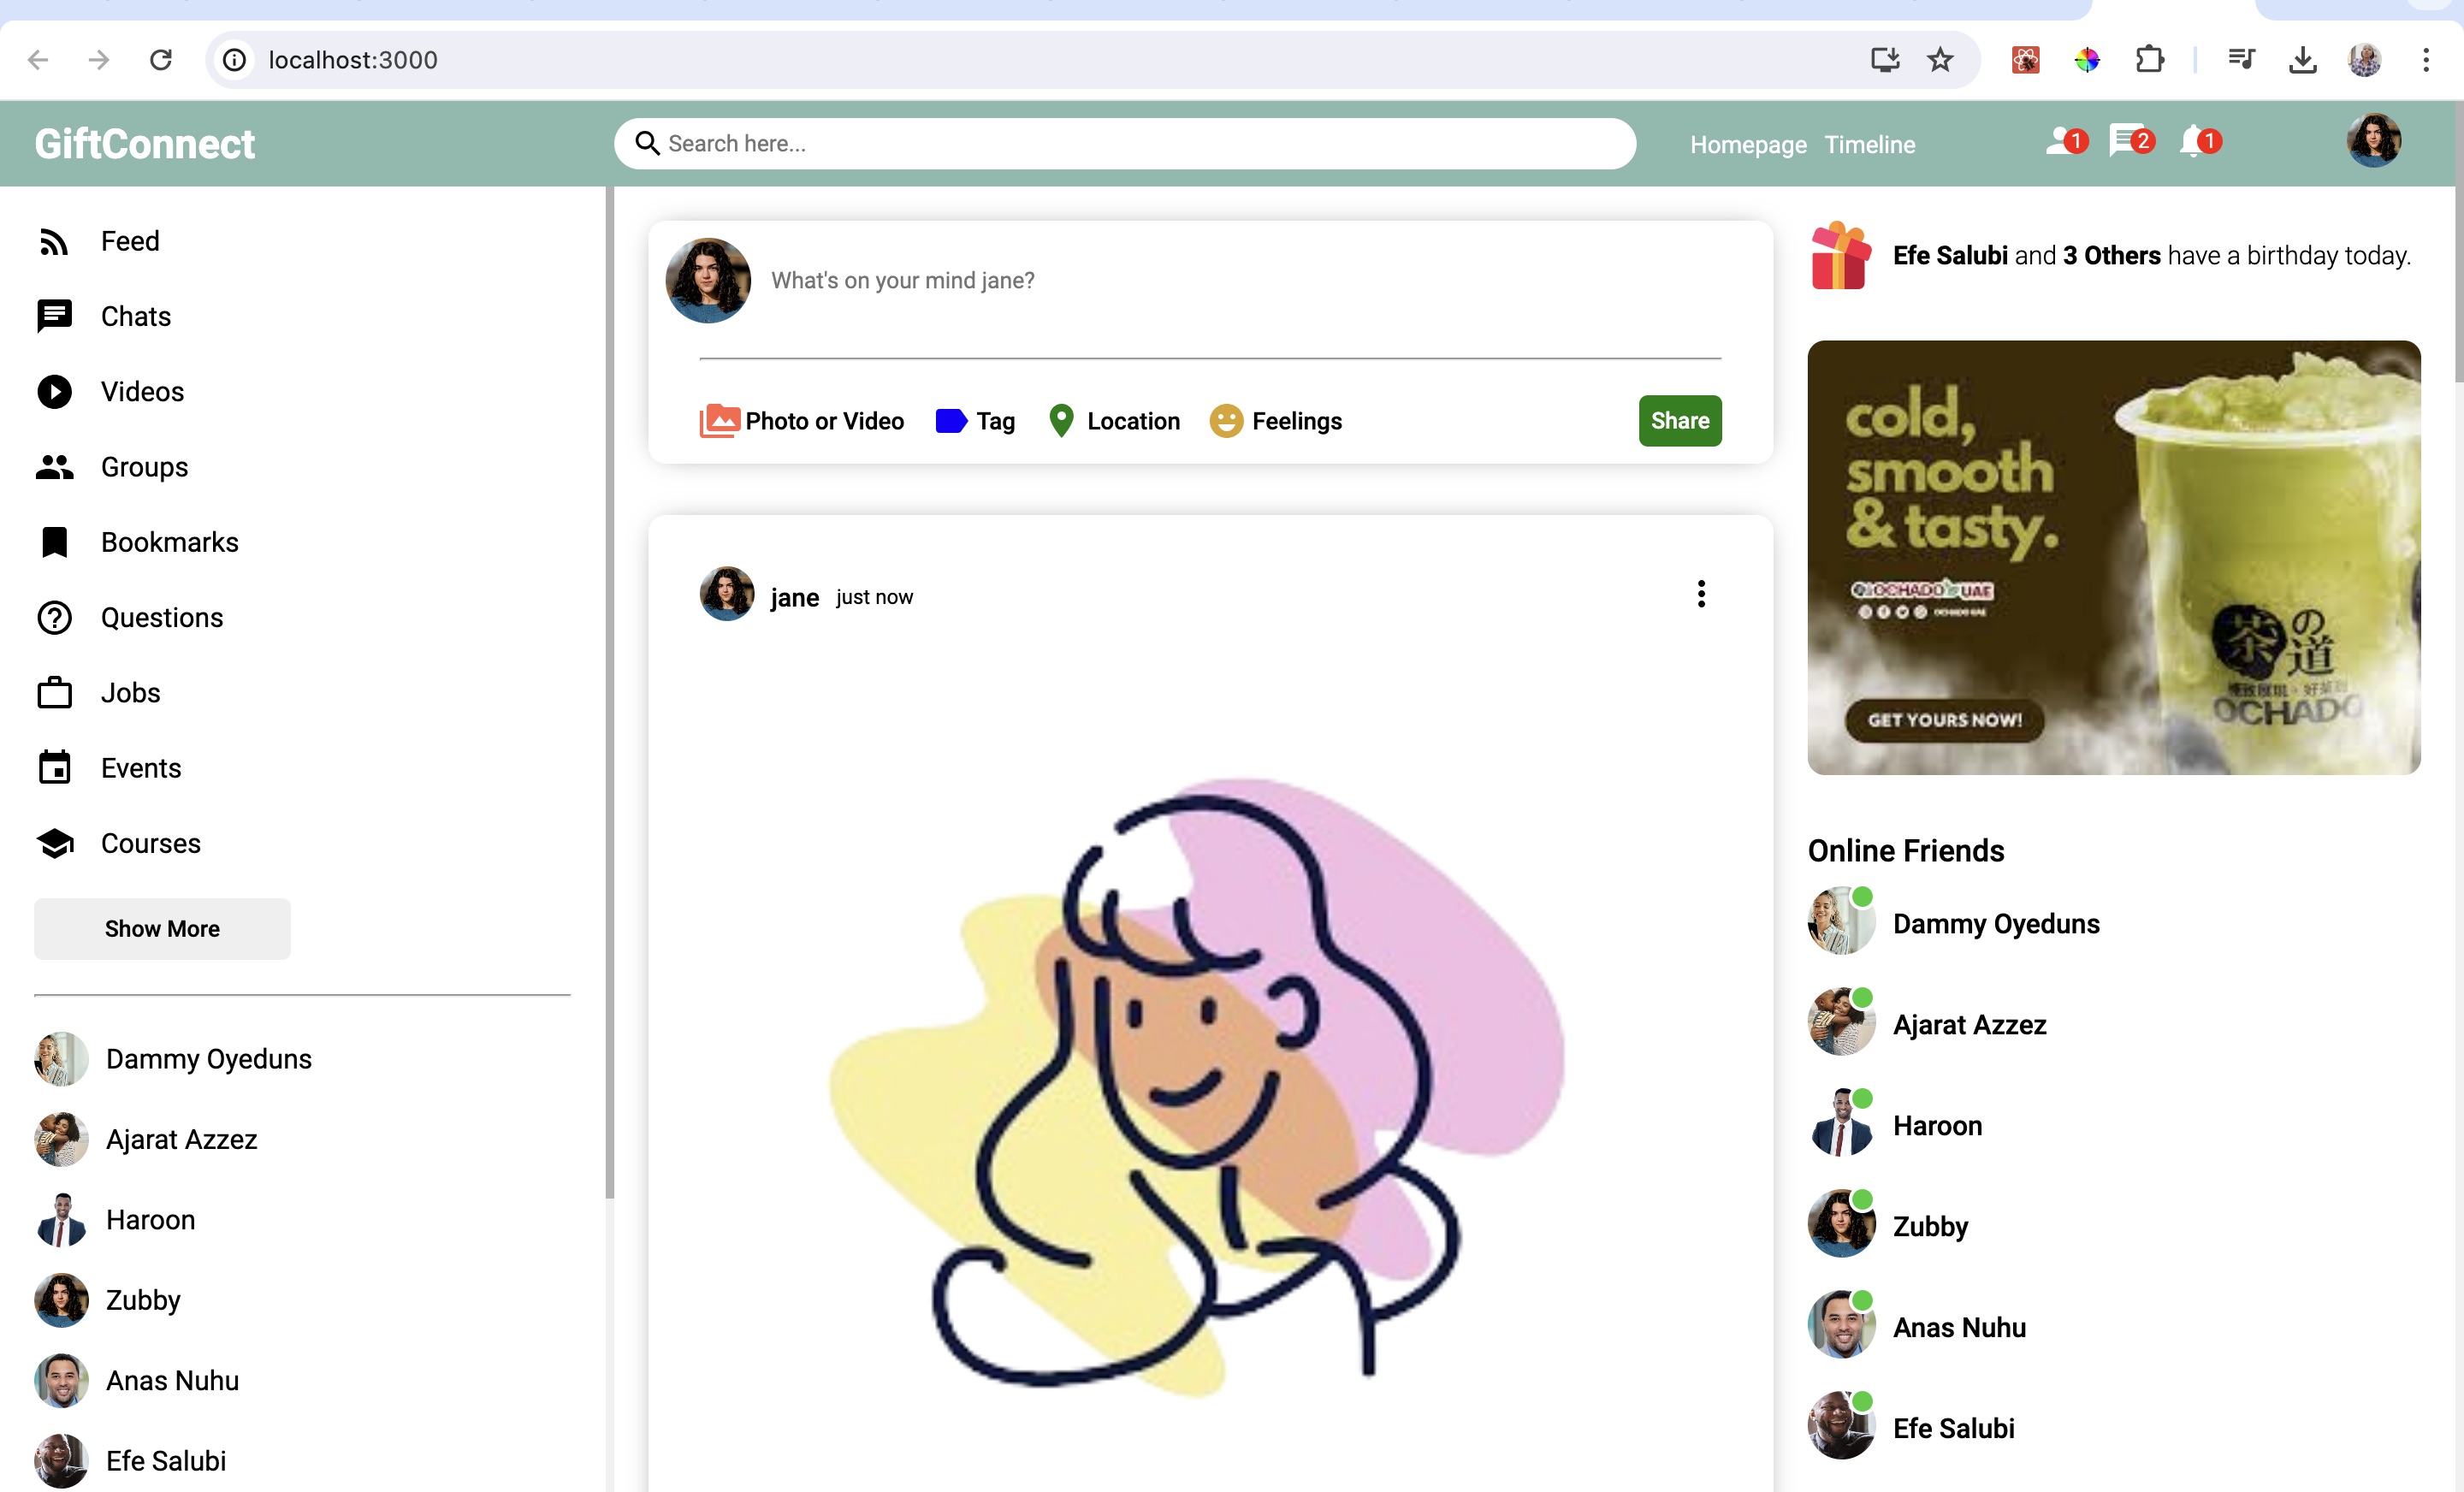 localhost:3000
GiftConnect
Search here...
Homepage Timeline
1
2
1
Feed
Chats
Videos
Groups
Bookmarks
Questions
Jobs
Events
Courses
Show More
Dammy Oyeduns
Ajarat Azzez
Haroon
Zubby
Anas Nuhu
Efe Salubi
What's on your mind jane?
Photo or Video Tag Location Feelings Share
jane just now
Efe Salubi and 3 Others have a birthday today.
cold,
smooth
& tasty.
OCHADO UAE
OCHADO UAE
GET YOURS NOW!
茶の道
OCHADO
Online Friends
Dammy Oyeduns
Ajarat Azzez
Haroon
Zubby
Anas Nuhu
Efe Salubi